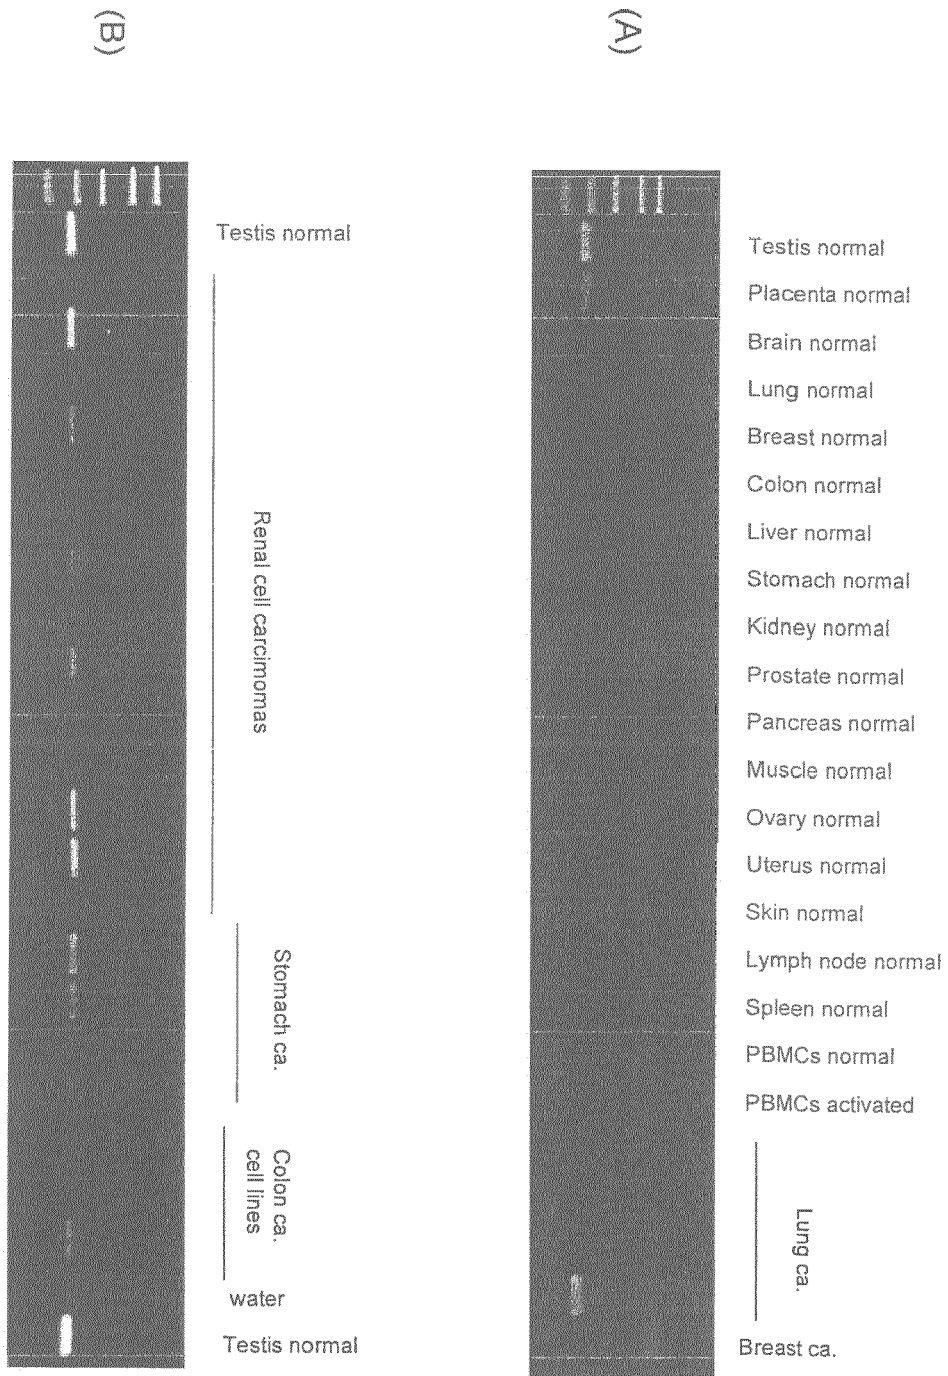 (A)
Testis normal
Placenta normal
Brain normal
Lung normal
Breast normal
Colon normal
Liver normal
Stomach normal
Kidney normal
Prostate normal
Pancreas normal
Muscle normal
Ovary normal
Uterus normal
Skin normal
Lymph node normal
Spleen normal
PBMCs normal
PBMCs activated
Lung ca.
Breast ca.
(B)
Testis normal
Renal cell carcimomas
Stomach ca.
Colon ca.
cell lines
water
Testis normal